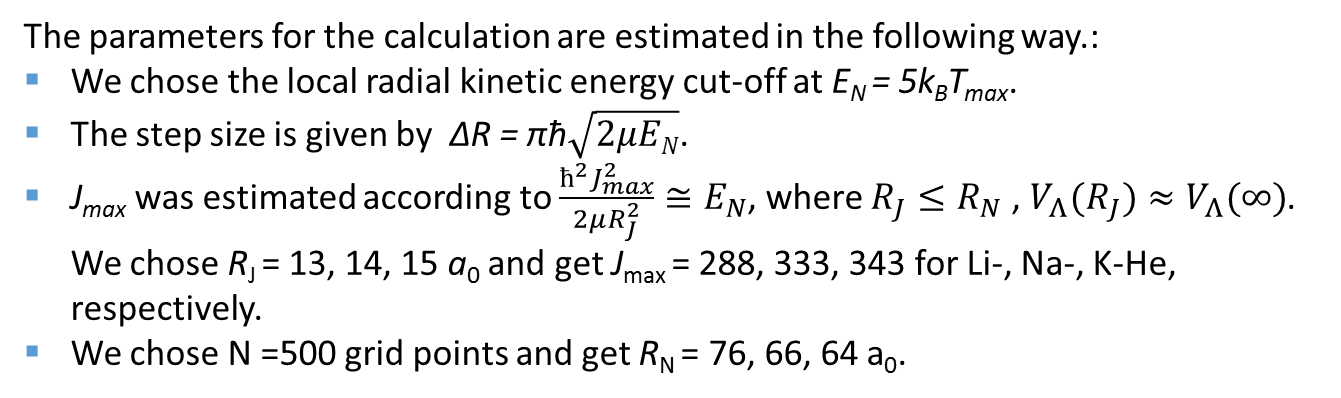 The parameters for the calculation are estimated in the following way.:
▪ We chose the local radial kinetic energy cut-off at E_N = 5k_BT_max.
▪ The step size is given by ΔR = πħ√(2μE_N).
▪ J_max was estimated according to ħ²J²_max/2μR²_J ≅ E_N, where R_J ≤ R_N , V_Λ(R_J) ≈ V_Λ(∞).
We chose R_J = 13, 14, 15 a_0 and get J_max = 288, 333, 343 for Li-, Na-, K-He,
respectively.
▪ We chose N =500 grid points and get R_N = 76, 66, 64 a_0.